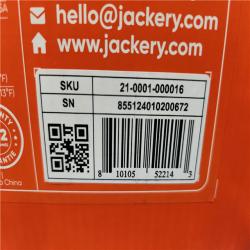 hello@jackery.com
www.jackery.com
SKU 21-0001-000016
SN 855124010200672
8 10105 52214 3